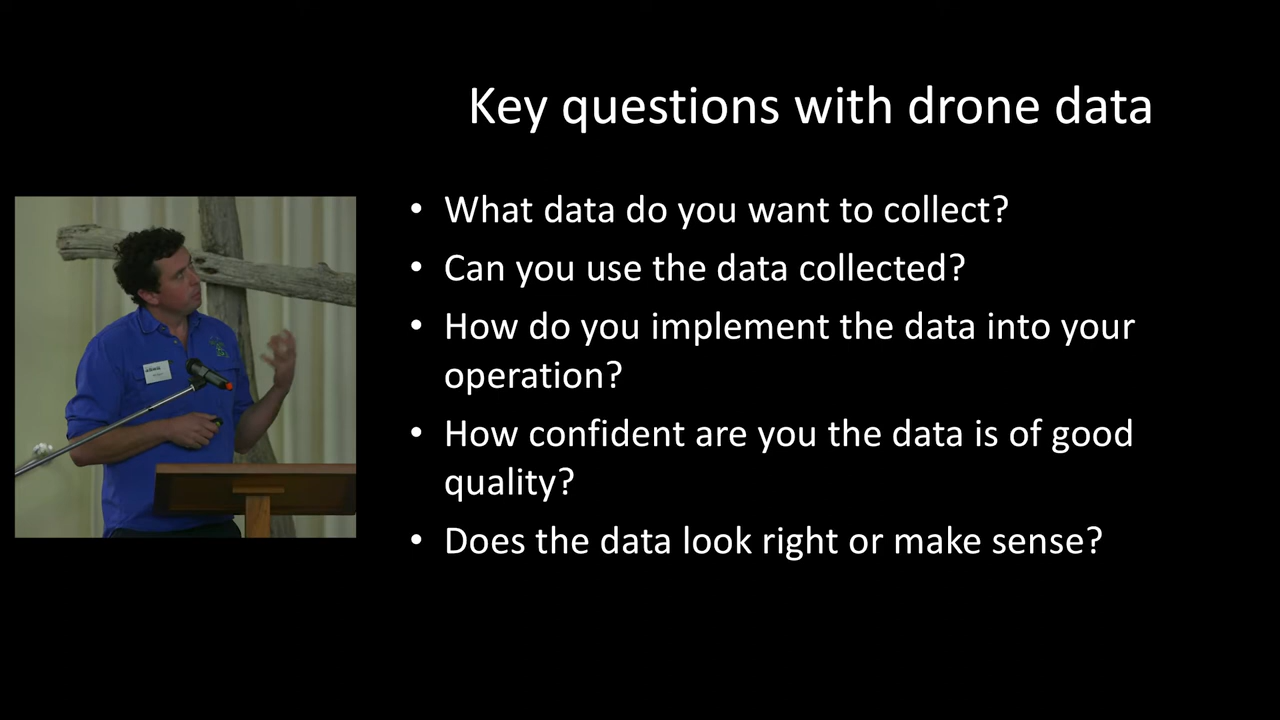 Key questions with drone data
• What data do you want to collect?
• Can you use the data collected?
• How do you implement the data into your
operation?
• How confident are you the data is of good
quality?
• Does the data look right or make sense?